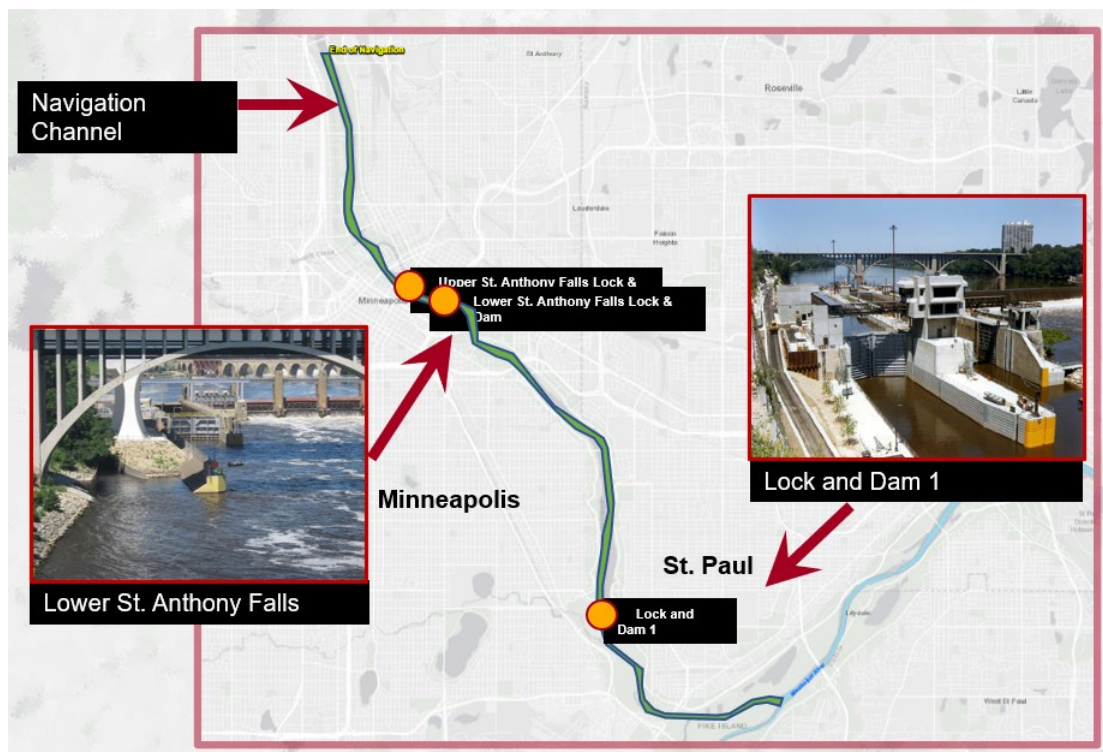 End of Navigation
St Anthony
Roseville
Little
Canada
Navigation
Channel
Lauderdale
Falcon
Heights
Upper St. Anthony Falls Lock &
Minneapolis
Lower St. Anthony Falls Lock &
Dam
Lock and Dam 1
Minneapolis
St. Paul
Lower St. Anthony Falls
Lock and
Dam 1
Lilydale
Mississippi River
West St Paul
PIKE ISLAND